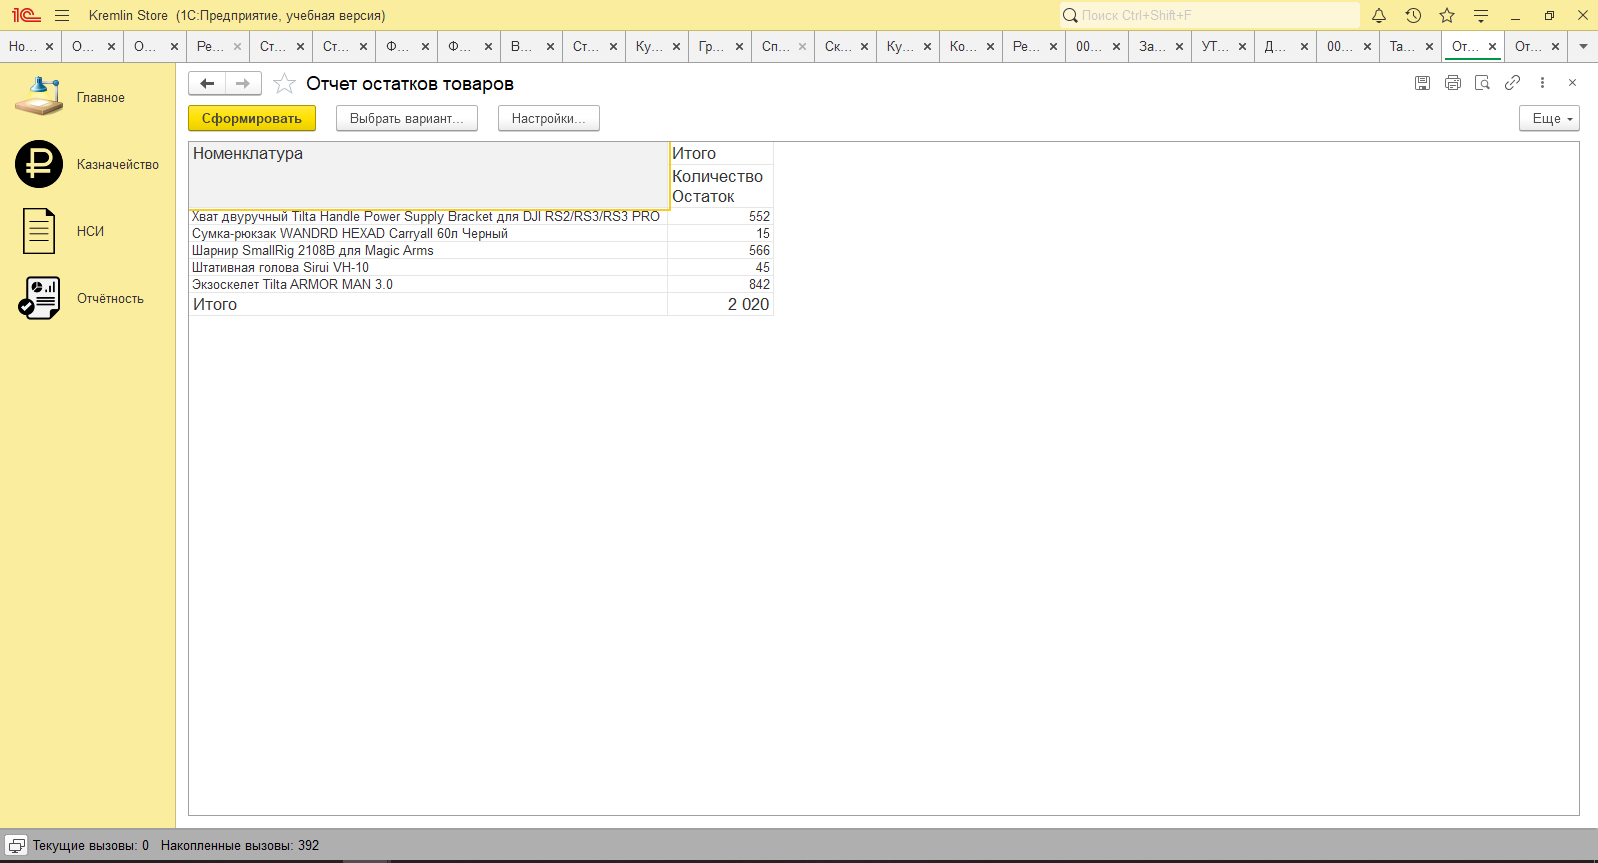 1С Kremlin Store (1С:Предприятие, учебная версия) Поиск Ctrl+Shift+F
Но... О... О... Ре... Ст... Ст... Ф... Ф... В... Ст... Ку... Гр... Сп... Ск... Ку... Ко... Ре... 00... За... УТ... Д... 00... Та... От... От...
Главное
Казначейство
НСИ
Отчётность
Отчет остатков товаров
Сформировать Выбрать вариант... Настройки... Еще
Номенклатура Итого
Количество
Остаток
Хват двуручный Tilta Handle Power Supply Bracket для DJI RS2/RS3/RS3 PRO 552
Сумка-рюкзак WANDRD HEXAD Carryall 60л Черный 15
Шарнир SmallRig 2108B для Magic Arms 566
Штативная голова Sirui VH-10 45
Экзоскелет Tilta ARMOR MAN 3.0 842
Итого 2 020
Текущие вызовы: 0 Накопленные вызовы: 392